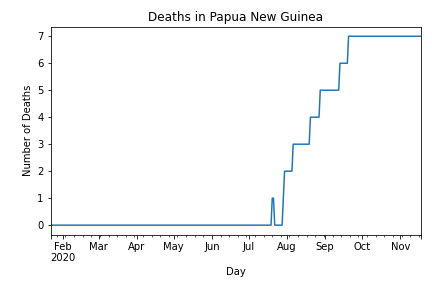 Deaths in Papua New Guinea
7
6
5
4
3
2
1
0
Number of Deaths
Feb Mar Apr May Jun Jul Aug Sep Oct Nov
2020
Day